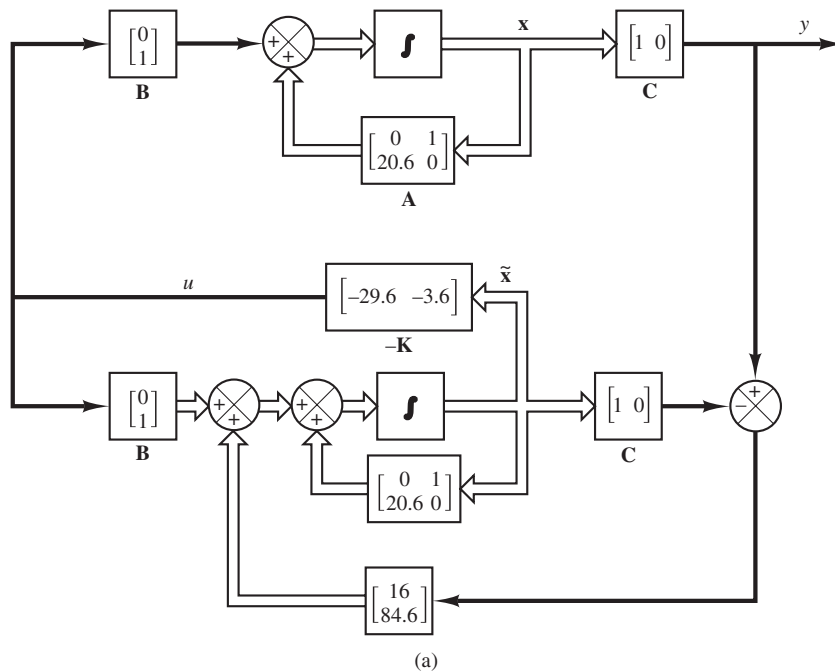 [0
1]
B
+
+
∫
x
[1 0]
C
y
[0 1
20.6 0]
A
u
[–29.6 –3.6]
x̃
–K
[0
1]
B
+
+
+
+
∫
[1 0]
C
+
–
[0 1
20.6 0]
[16
84.6]
(a)